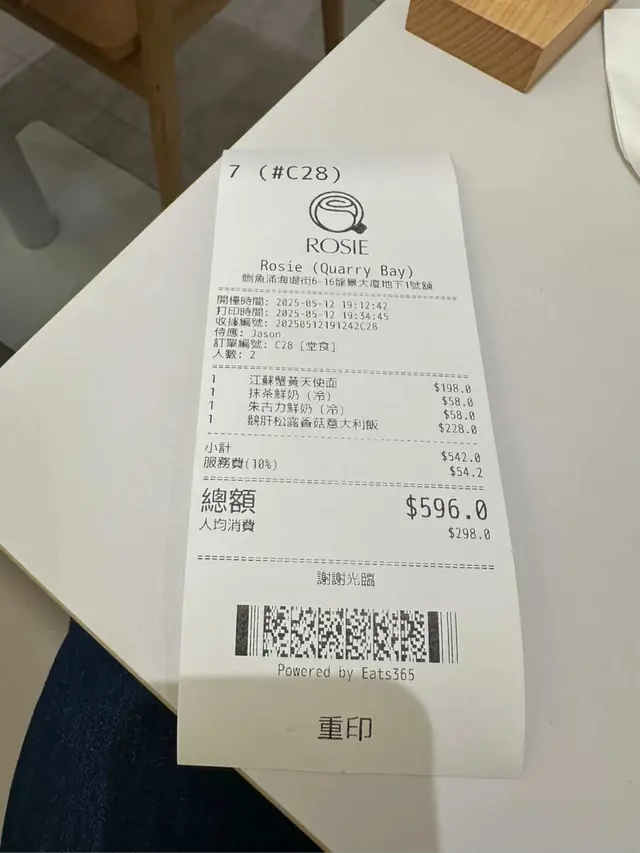 7 (#C28)
ROSIE
Rosie (Quarry Bay)
鰂魚涌海堤街6-16龍景大廈地下1號舖
開檯時間: 2025-05-12 19:12:42
打印時間: 2025-05-12 19:34:45
收據編號: 20250512191242C28
侍應: Jason
訂單編號: C28 [堂食]
人數: 2
1 江蘇蟹黃天使面 $198.0
1 抹茶鮮奶 (冷) $58.0
1 朱古力鮮奶 (冷) $58.0
1 鵝肝松露香菇意大利飯 $228.0
小計 $542.0
服務費(10%) $54.2
總額 $596.0
人均消費 $298.0
謝謝光臨
Powered by Eats365
重印